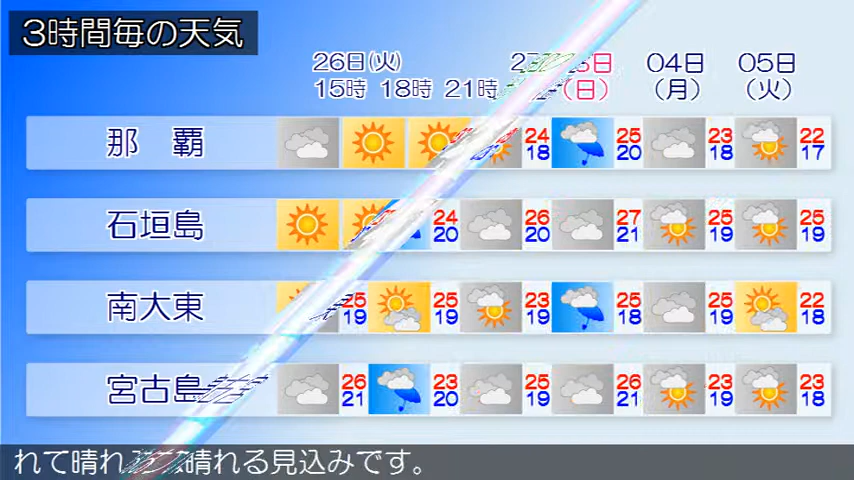 3時間毎の天気
26日(火) 日 04日 05日
15時 18時 21時 (日) (月) (火)
那覇 24 18 25 20 23 18 22 17
石垣島 24 20 26 20 27 21 25 19 25 19
南大東 25 19 25 19 23 19 25 18 25 19 22 18
宮古島 26 21 23 20 25 19 26 21 23 19 23 18
れて晴れ 晴れる見込みです。